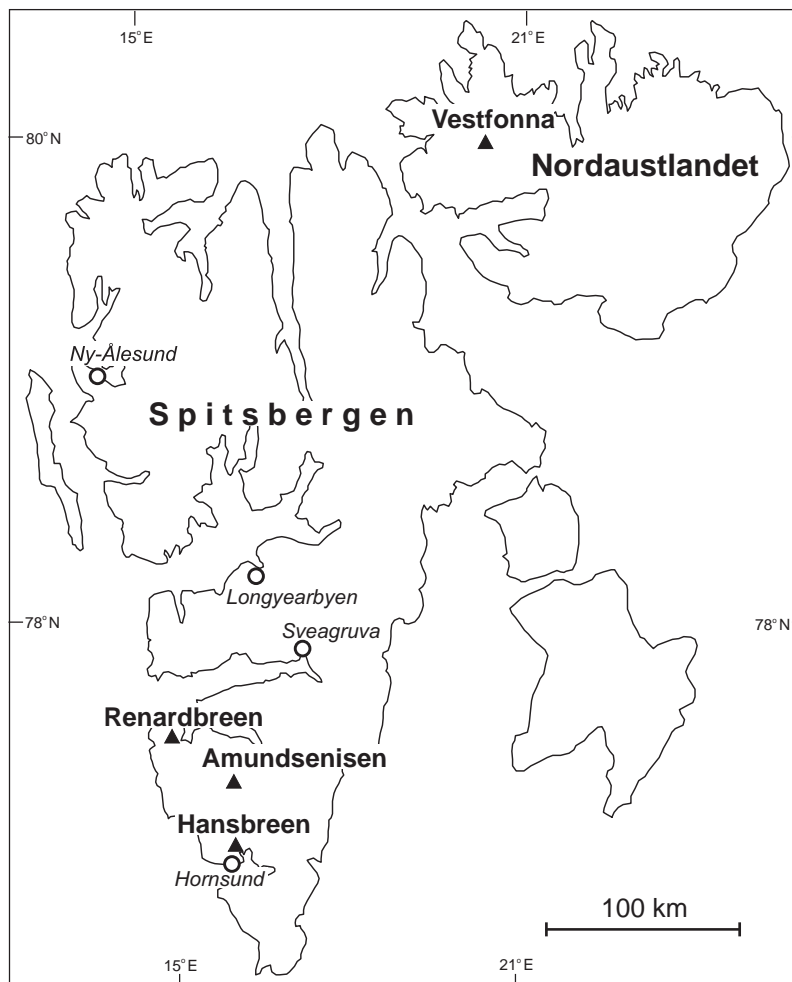 15°E
21°E
80°N
Vestfonna
Nordaustlandet
Ny-Ålesund
Spitsbergen
Longyearbyen
78°N
78°N
Sveagruva
Renardbreen
Amundsenisen
Hansbreen
Hornsund
100 km
15°E
21°E